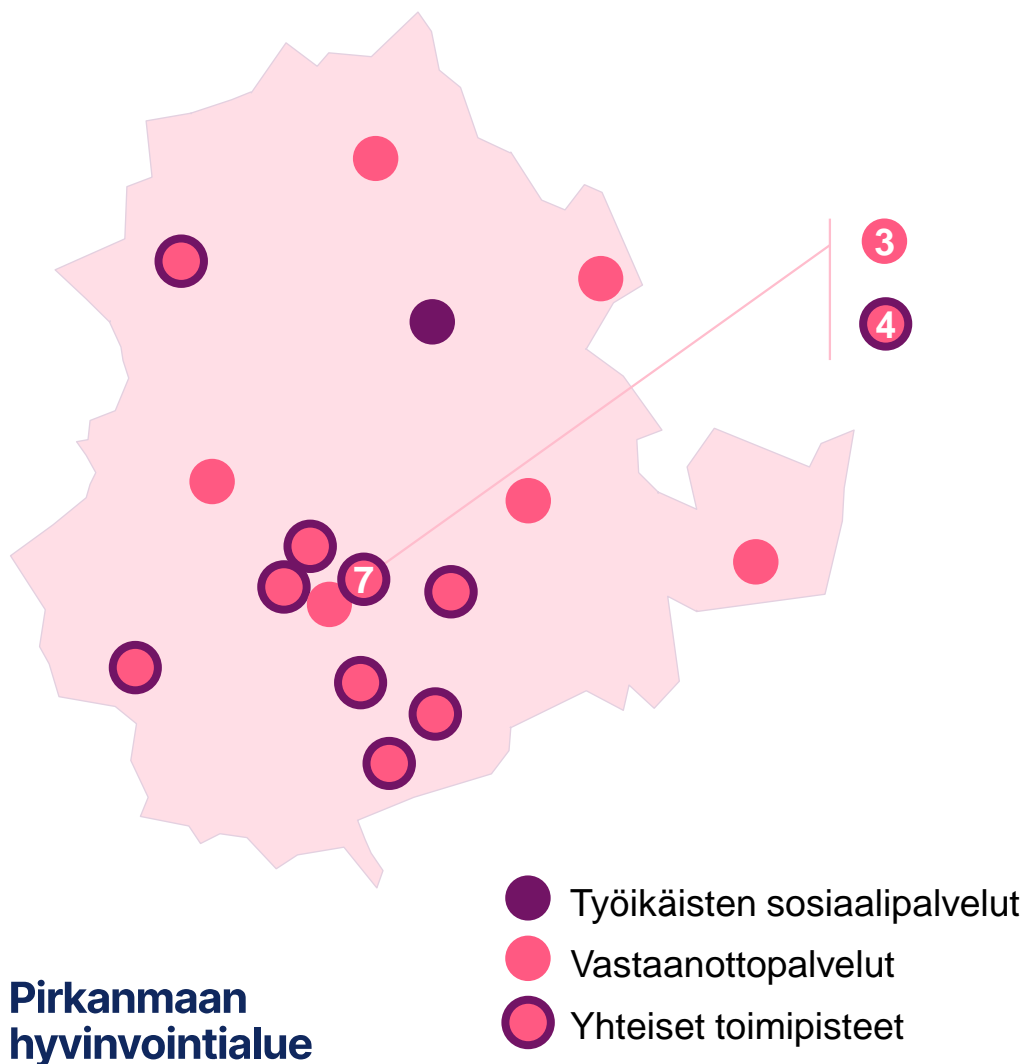 3
4
7
Työikäisten sosiaalipalvelut
Vastaanottopalvelut
Yhteiset toimipisteet
Pirkanmaan
hyvinvointialue